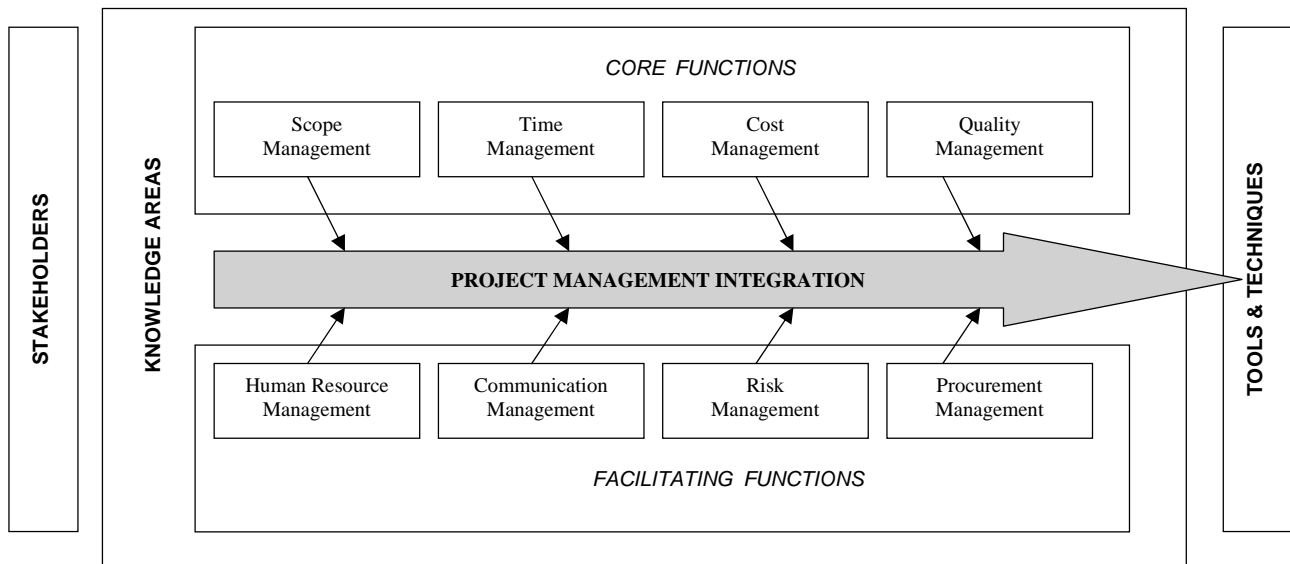 STAKEHOLDERS
KNOWLEDGE AREAS
CORE FUNCTIONS
Scope
Management
Time
Management
Cost
Management
Quality
Management
PROJECT MANAGEMENT INTEGRATION
Human Resource
Management
Communication
Management
Risk
Management
Procurement
Management
FACILITATING FUNCTIONS
TOOLS & TECHNIQUES